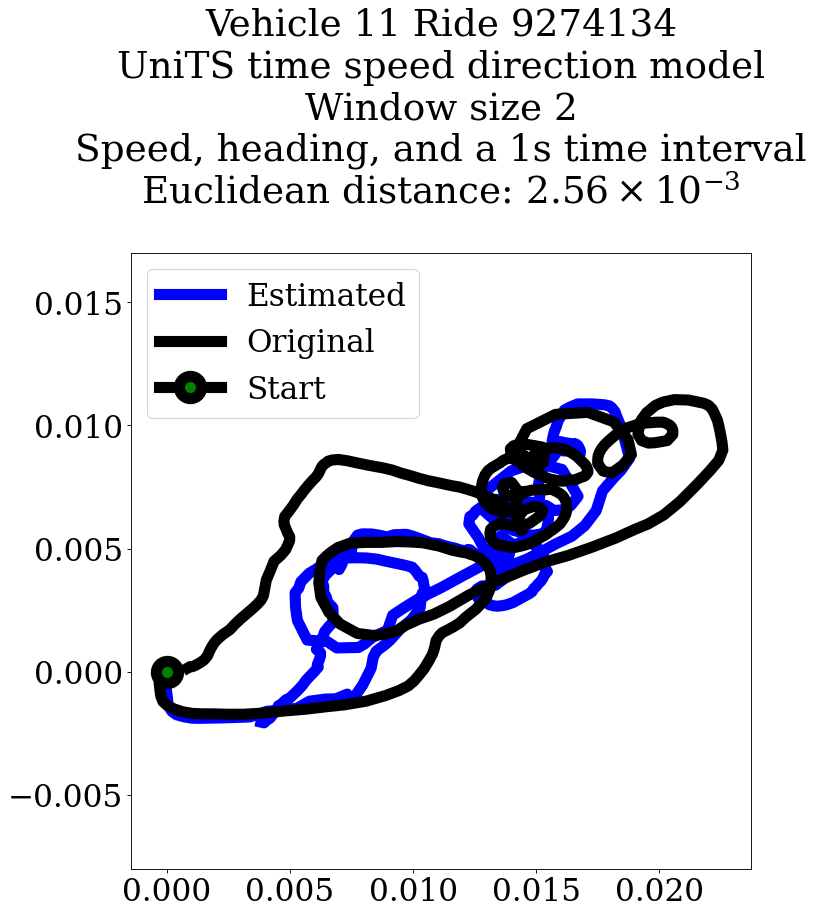 Vehicle 11 Ride 9274134
UniTS time speed direction model
Window size 2
Speed, heading, and a 1s time interval
Euclidean distance: 2.56 × 10⁻³
Estimated
Original
Start
0.015
0.010
0.005
0.000
−0.005
0.000 0.005 0.010 0.015 0.020